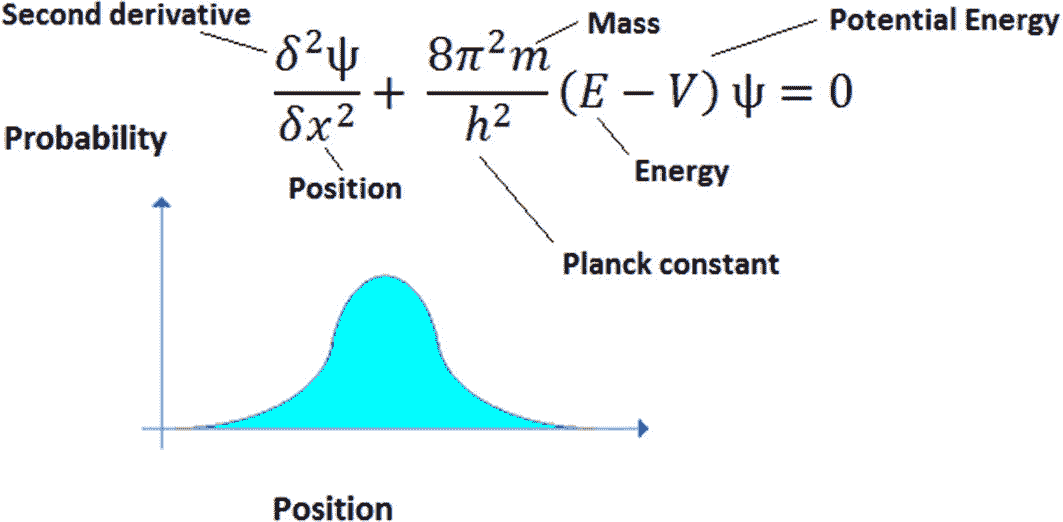 Second derivative
Mass
Potential Energy
δ²ψ/δx² + 8π²m/h² (E − V) ψ = 0
Probability
Position
Energy
Planck constant
Position